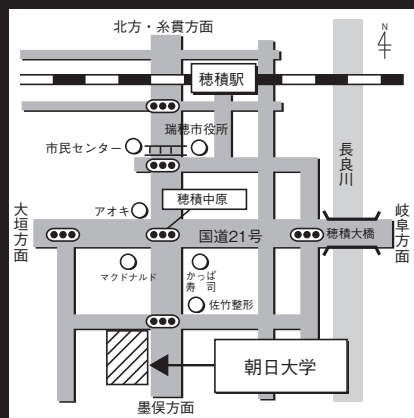 北方・糸貫方面
N
穂積駅
瑞穂市役所
市民センター
長良川
穂積中原
アオキ
大垣方面
岐阜方面
国道21号
穂積大橋
マクドナルド
かっぱ
寿司
佐竹整形
朝日大学
墨俣方面